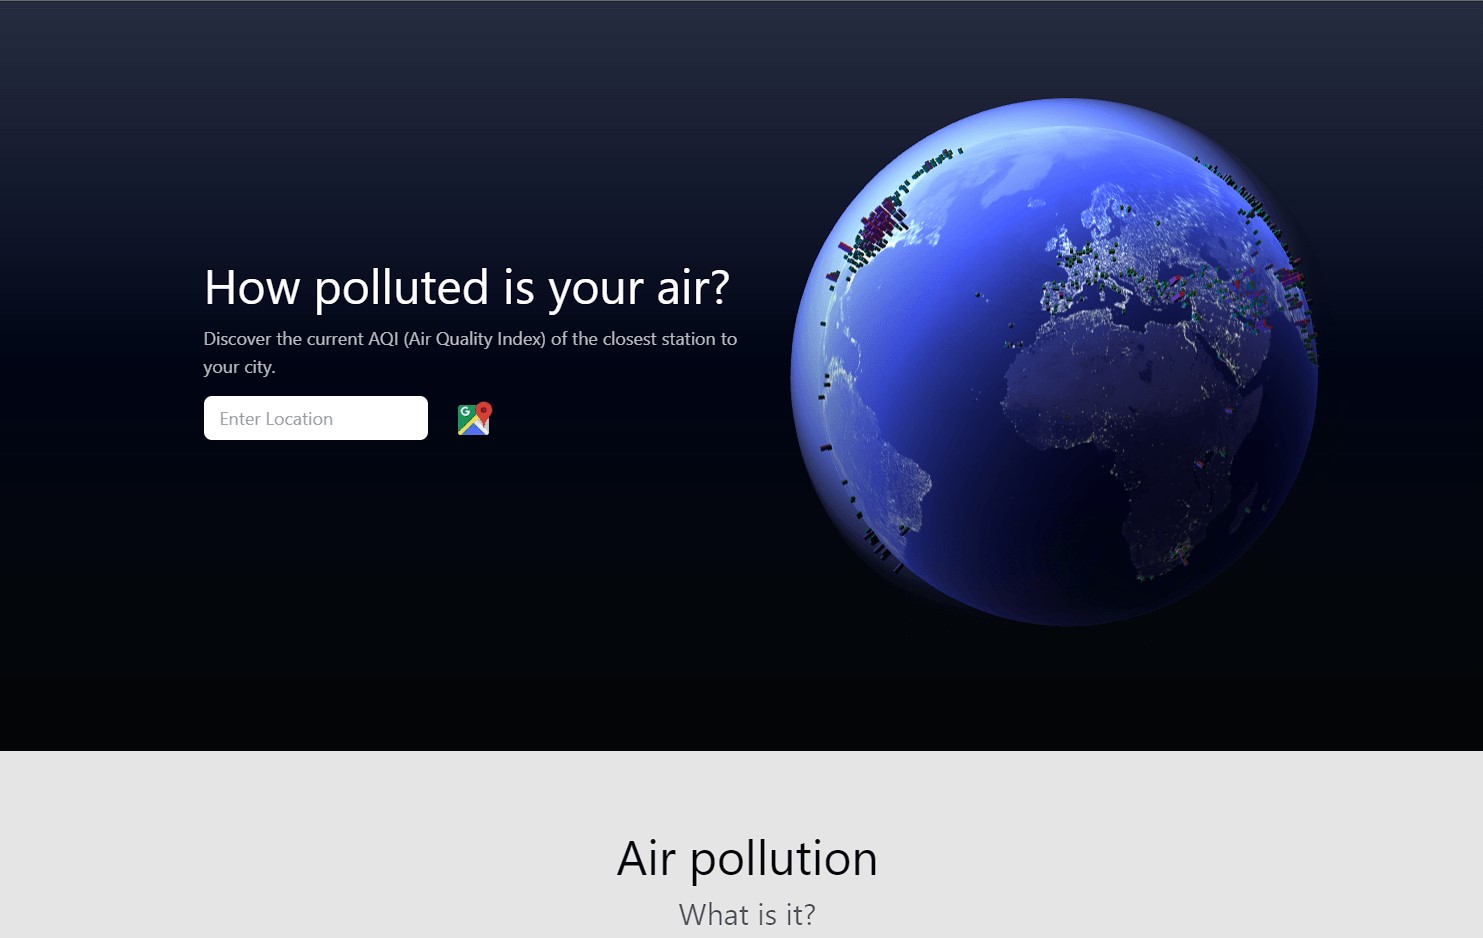 How polluted is your air?
Discover the current AQI (Air Quality Index) of the closest station to
your city.
Enter Location
G
Air pollution
What is it?